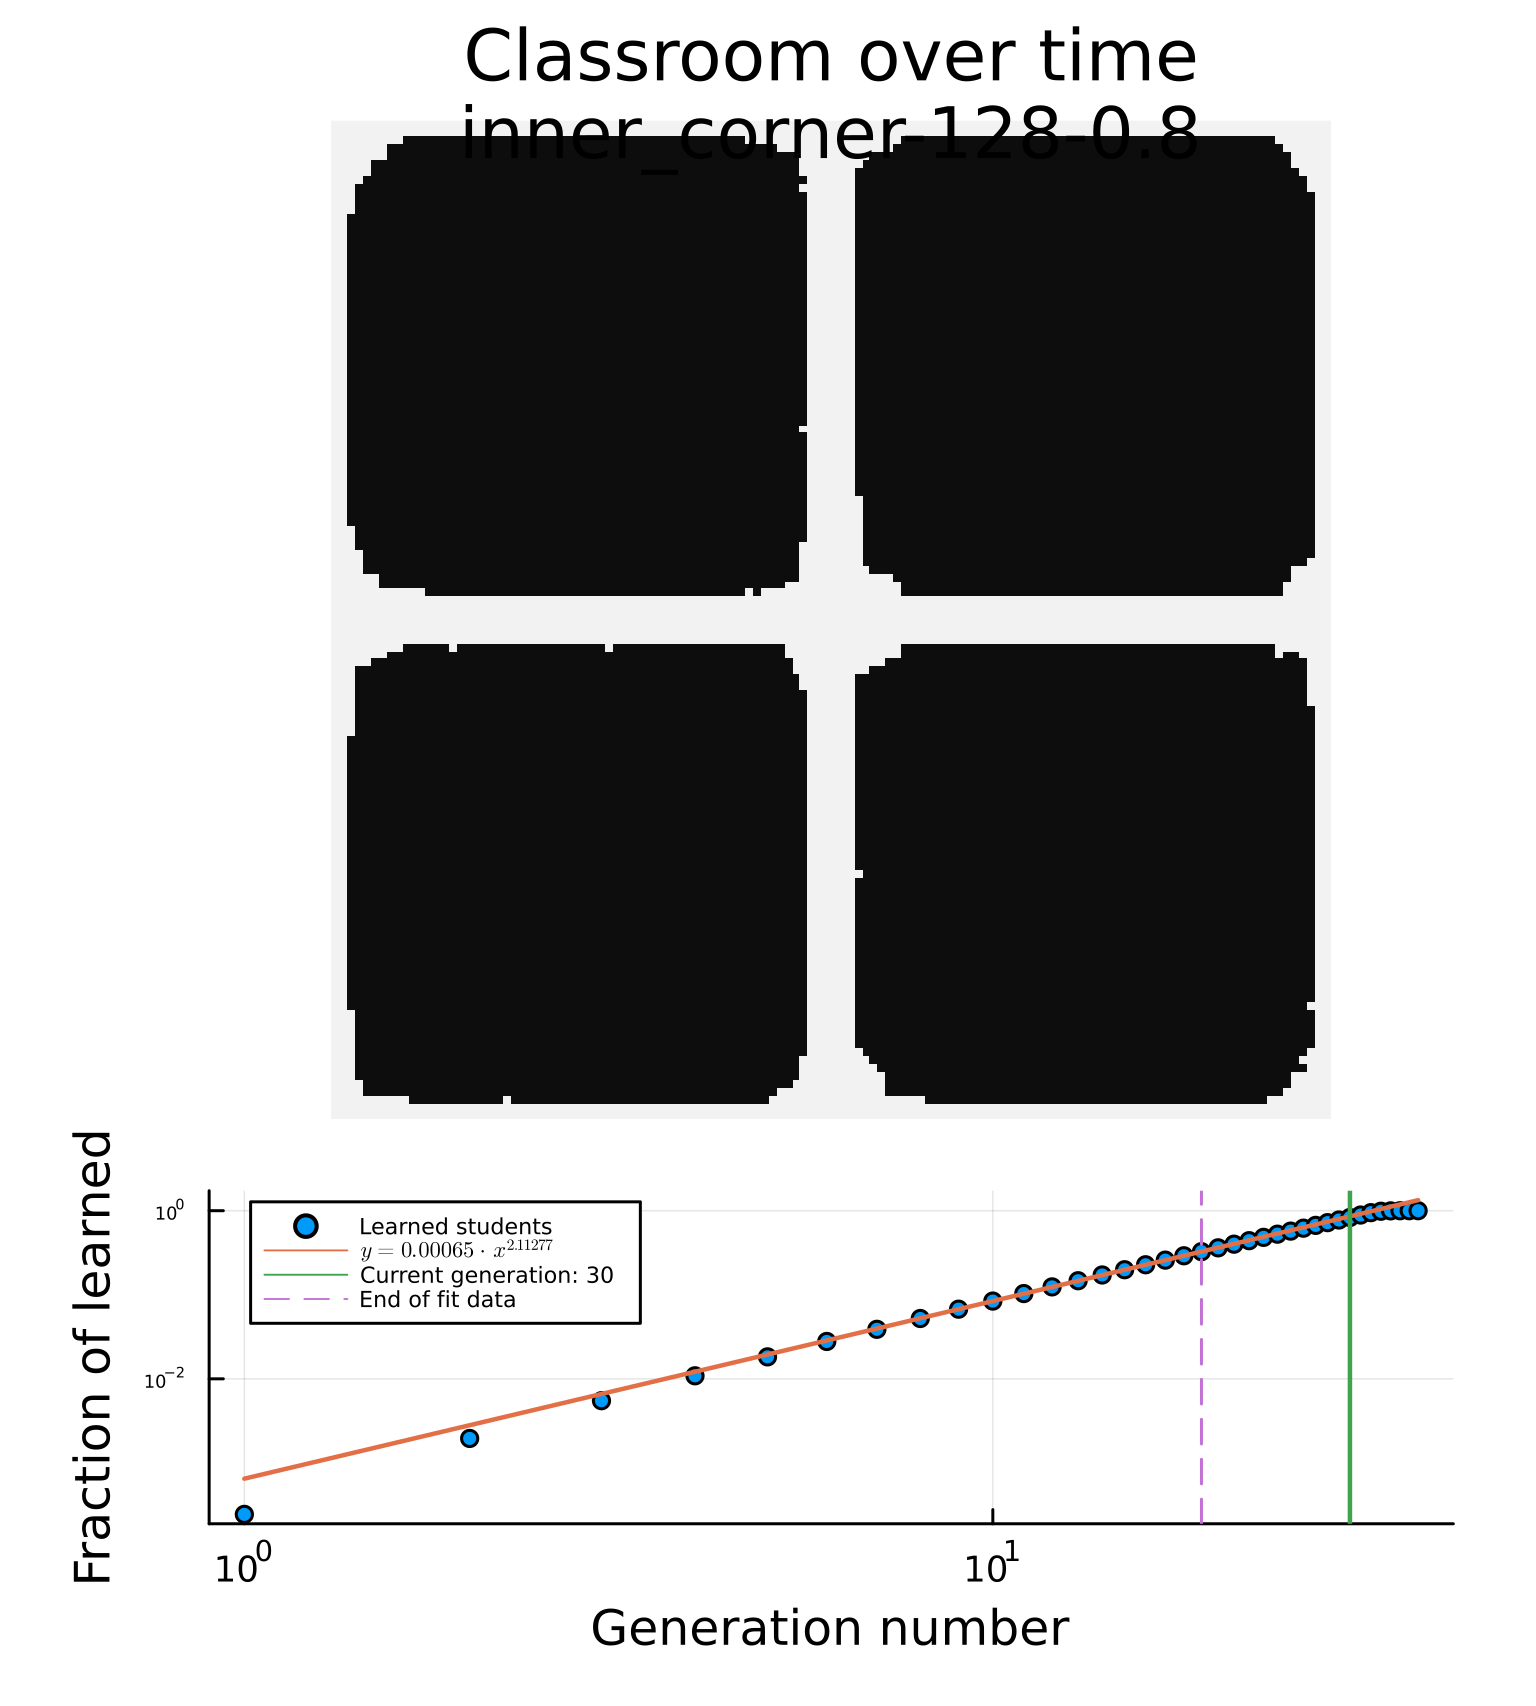 Classroom over time
inner_corner-128-0.8
Fraction of learned
10⁰
10⁻²
Learned students
y = 0.00065 · x^2.11277
Current generation: 30
End of fit data
10⁰
10¹
Generation number